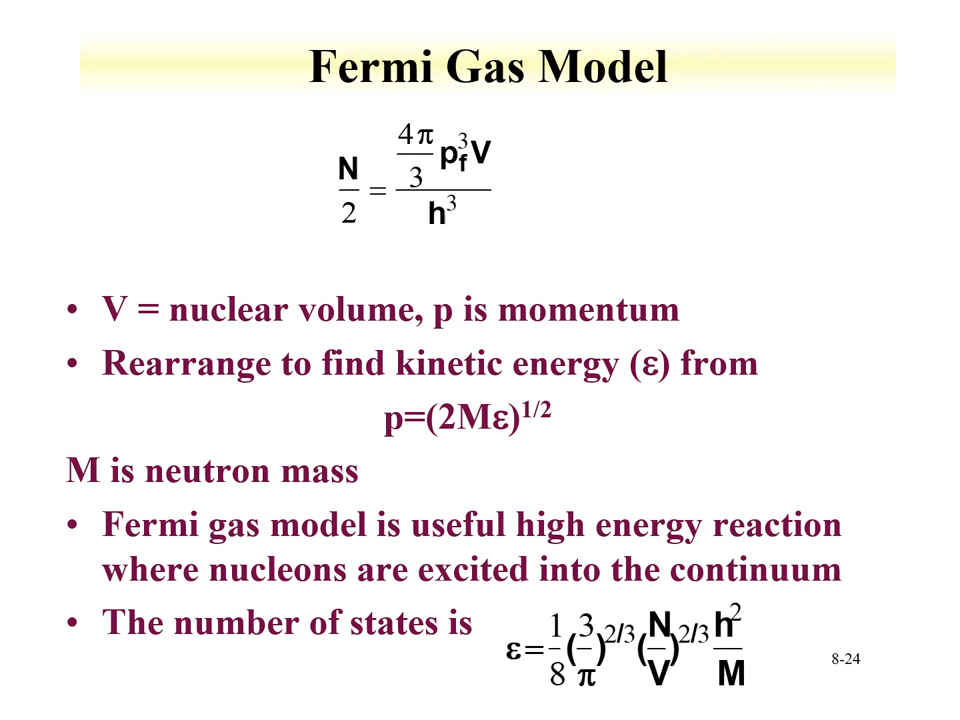 Fermi Gas Model
N/2 = (4π/3 p_f^3 V)/h^3
• V = nuclear volume, p is momentum
• Rearrange to find kinetic energy (ε) from
p=(2Mε)^1/2
M is neutron mass
• Fermi gas model is useful high energy reaction
where nucleons are excited into the continuum
• The number of states is ε = 1/8 (3/π)^2/3 (N/V)^2/3 h^2/M
8-24